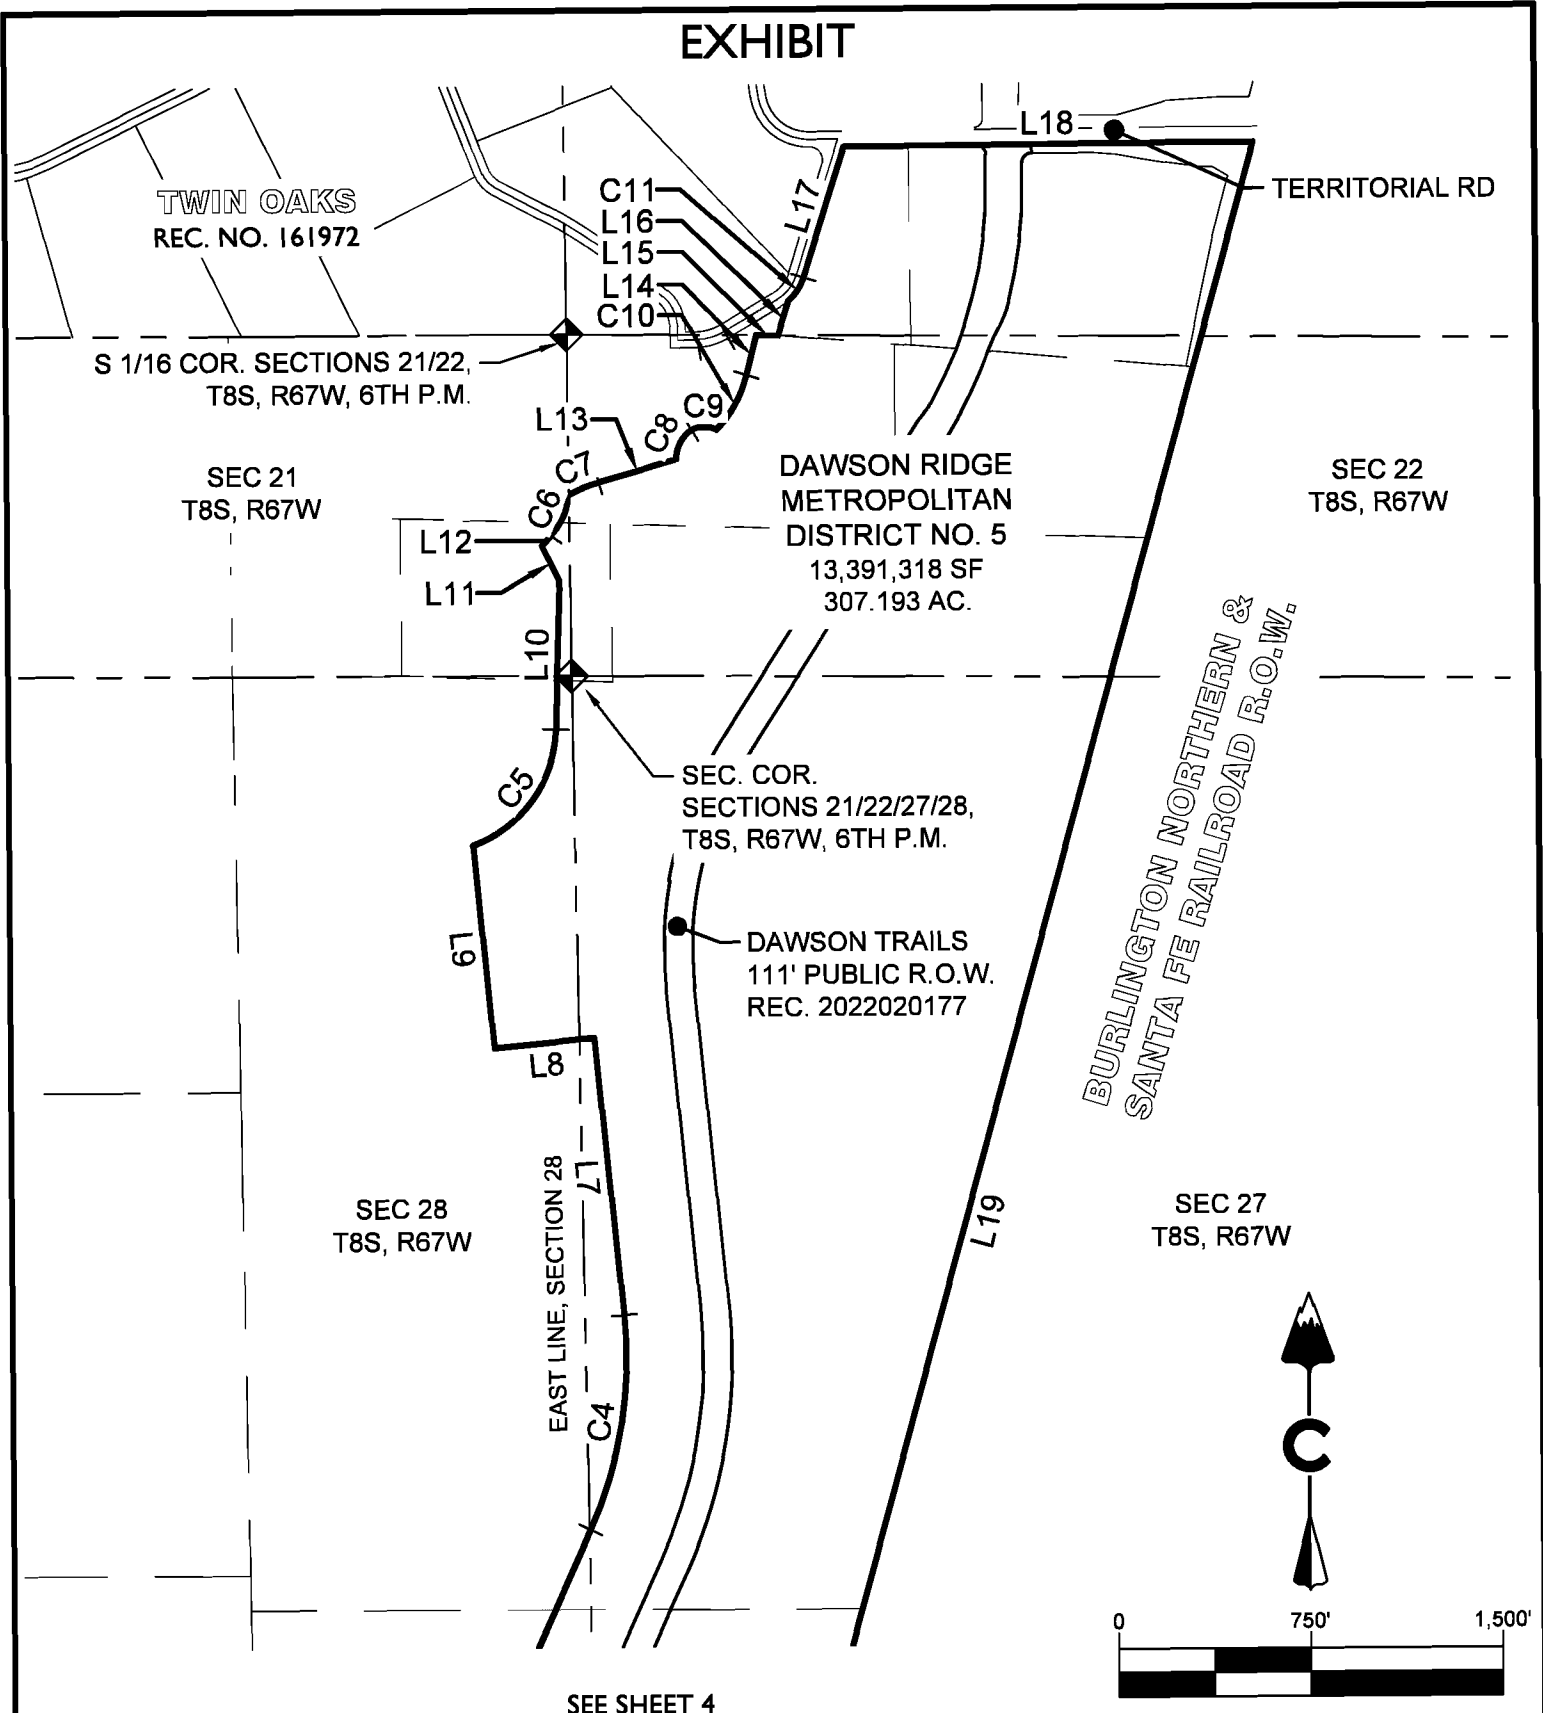 EXHIBIT
L18
TERRITORIAL RD
TWIN OAKS
REC. NO. 161972
C11
L16
L15
L14
C10
L17
S 1/16 COR. SECTIONS 21/22,
T8S, R67W, 6TH P.M.
L13
C8
C9
C7
C6
SEC 21
T8S, R67W
DAWSON RIDGE
METROPOLITAN
DISTRICT NO. 5
13,391,318 SF
307.193 AC.
SEC 22
T8S, R67W
L12
L11
L10
BURLINGTON NORTHERN &
SANTA FE RAILROAD R.O.W.
C5
SEC. COR.
SECTIONS 21/22/27/28,
T8S, R67W, 6TH P.M.
L9
DAWSON TRAILS
111' PUBLIC R.O.W.
REC. 2022020177
L8
L7
EAST LINE, SECTION 28
SEC 28
T8S, R67W
L19
SEC 27
T8S, R67W
C4
C
0 750' 1,500'
SEE SHEET 4